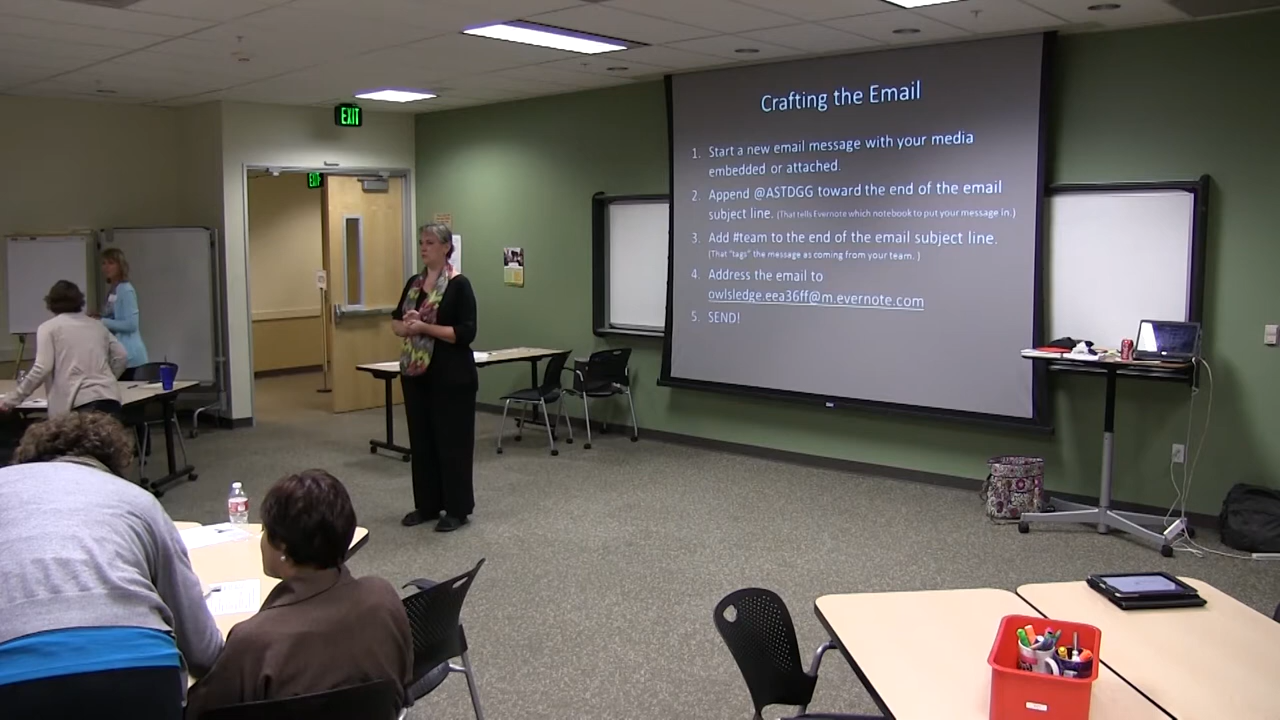 EXIT
EXIT
Crafting the Email
1. Start a new email message with your media
embedded or attached.
2. Append @ASTDGG toward the end of the email
subject line. (That tells Evernote which notebook to put your message in.)
3. Add #team to the end of the email subject line.
(That "tags" the message as coming from your team. )
4. Address the email to
owlsledge.eea36ff@m.evernote.com
5. SEND!